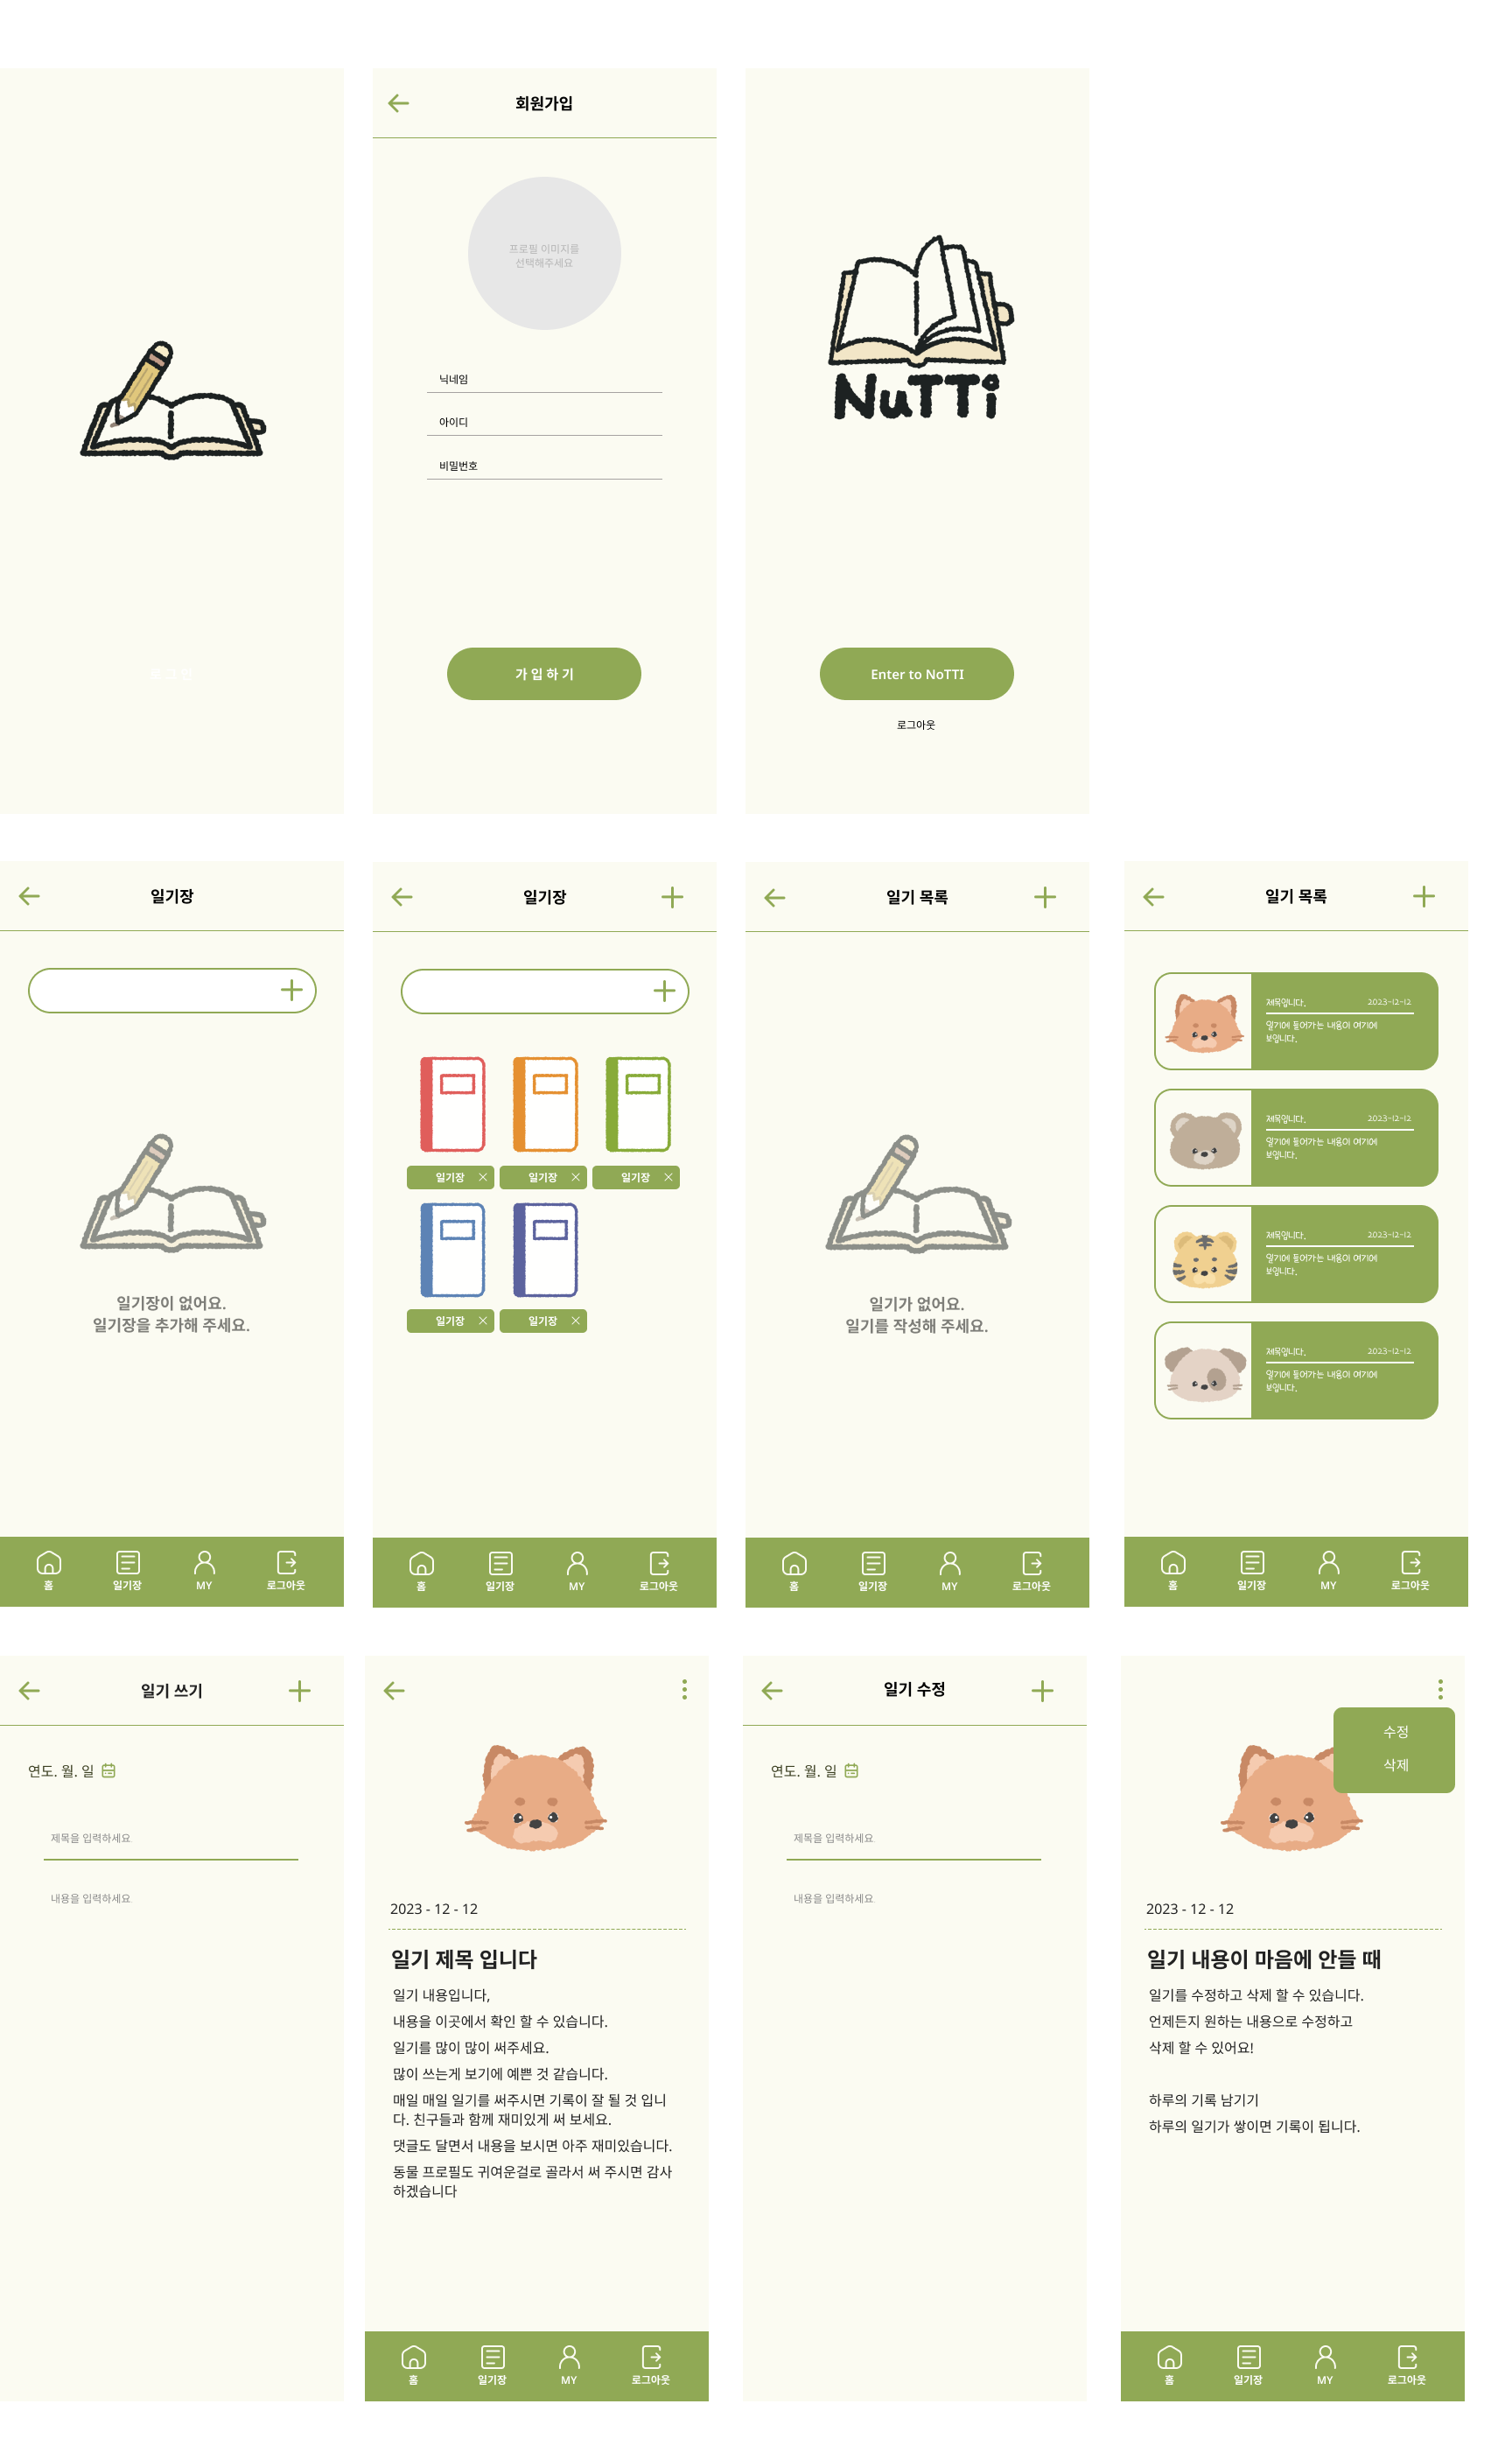 회원가입
프로필 이미지를
선택해주세요
닉네임
아이디
비밀번호
로그인
가 입 하 기
NuTTi
Enter to NoTTI
로그아웃
일기장
일기장이 없어요.
일기장을 추가해 주세요.
홈 일기장 MY 로그아웃
일기장
일기장 일기장 일기장
일기장 일기장
홈 일기장 MY 로그아웃
일기 목록
일기가 없어요.
일기를 작성해 주세요.
홈 일기장 MY 로그아웃
일기 목록
제목입니다. 2023-12-12
일기에 들어가는 내용이 여기에
보입니다.
제목입니다. 2023-12-12
일기에 들어가는 내용이 여기에
보입니다.
제목입니다. 2023-12-12
일기에 들어가는 내용이 여기에
보입니다.
제목입니다. 2023-12-12
일기에 들어가는 내용이 여기에
보입니다.
홈 일기장 MY 로그아웃
일기 쓰기
연도. 월. 일
제목을 입력하세요
내용을 입력하세요
2023 - 12 - 12
일기 제목 입니다
일기 내용입니다,
내용을 이곳에서 확인 할 수 있습니다.
일기를 많이 많이 써주세요.
많이 쓰는게 보기에 예쁜 것 같습니다.
매일 매일 일기를 써주시면 기록이 잘 될 것 입니
다. 친구들과 함께 재미있게 써 보세요.
댓글도 달면서 내용을 보시면 아주 재미있습니다.
동물 프로필도 귀여운걸로 골라서 써 주시면 감사
하겠습니다
홈 일기장 MY 로그아웃
일기 수정
연도. 월. 일
제목을 입력하세요
내용을 입력하세요
수정
삭제
2023 - 12 - 12
일기 내용이 마음에 안들 때
일기를 수정하고 삭제 할 수 있습니다.
언제든지 원하는 내용으로 수정하고
삭제 할 수 있어요!
하루의 기록 남기기
하루의 일기가 쌓이면 기록이 됩니다.
홈 일기장 MY 로그아웃